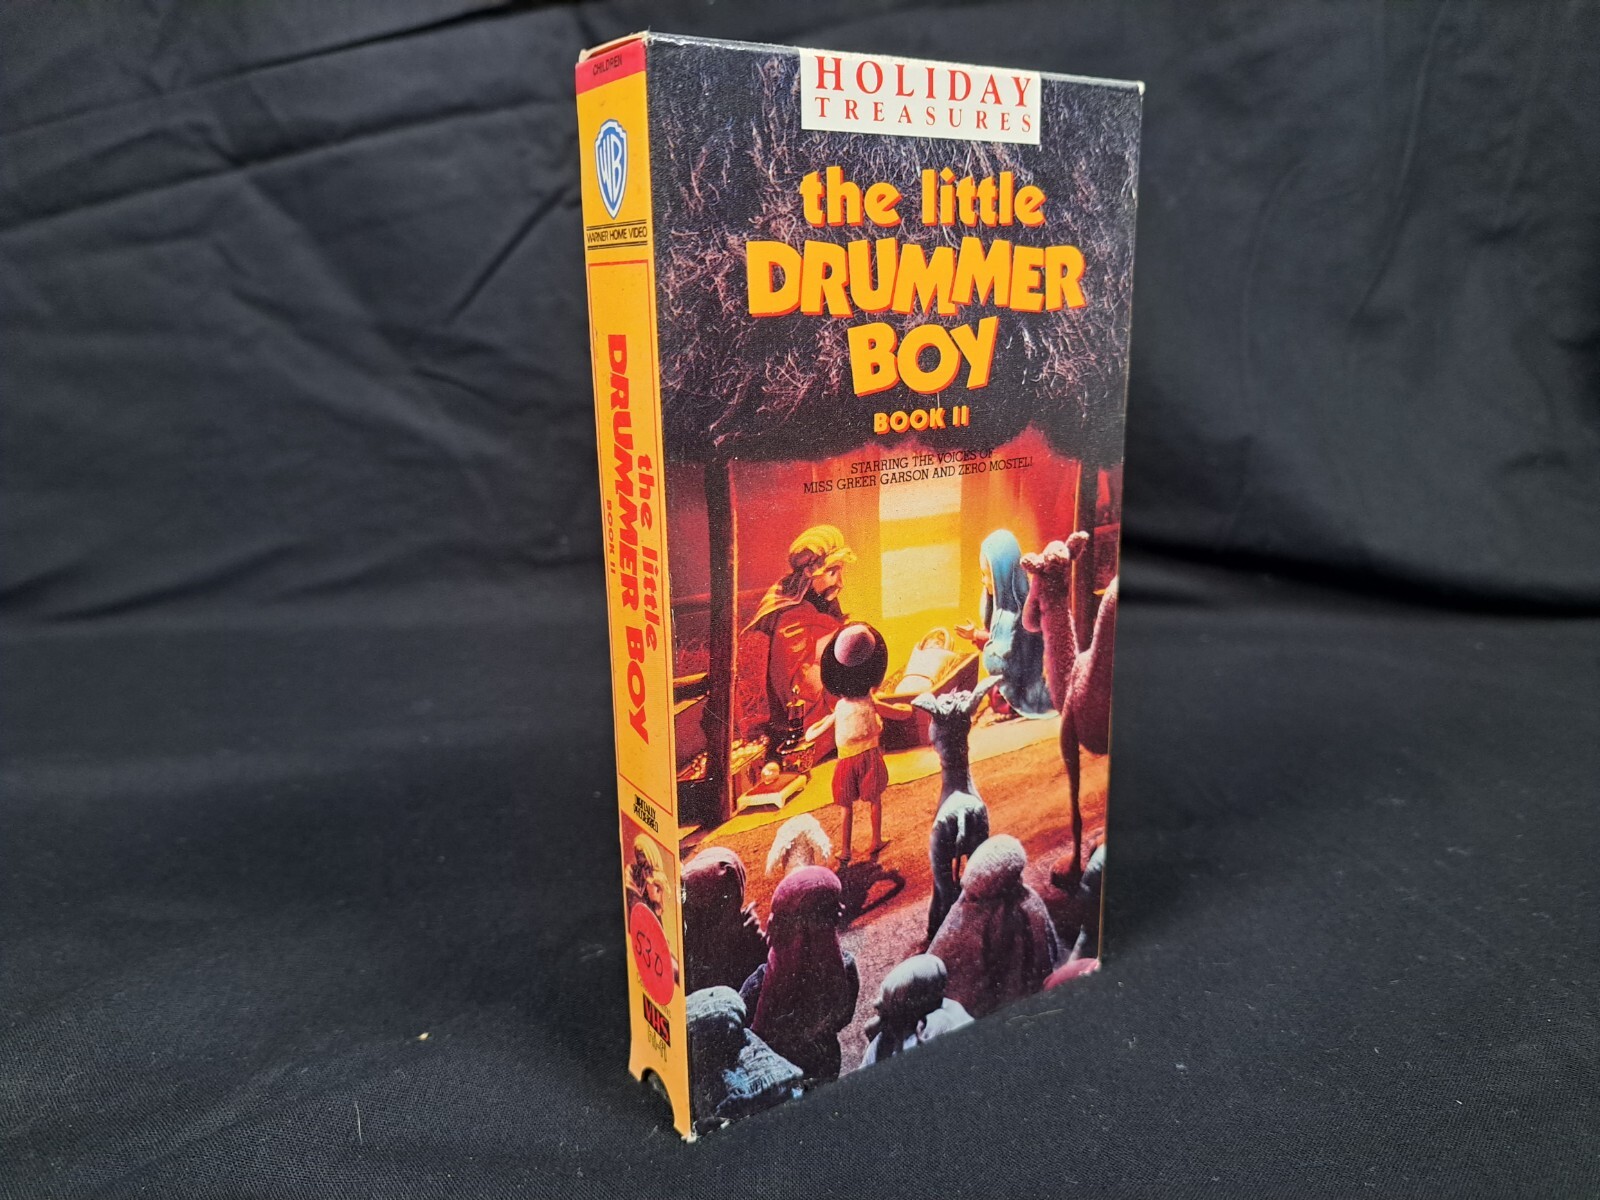 HOLIDAY
TREASURES
the little
DRUMMER
BOY
BOOK II
STARRING THE VOICES OF
MISS GREER GARSON AND ZERO MOSTEL!
CHILDREN
WB
WARNER HOME VIDEO
the little
DRUMMER BOY
BOOK II
530
VHS